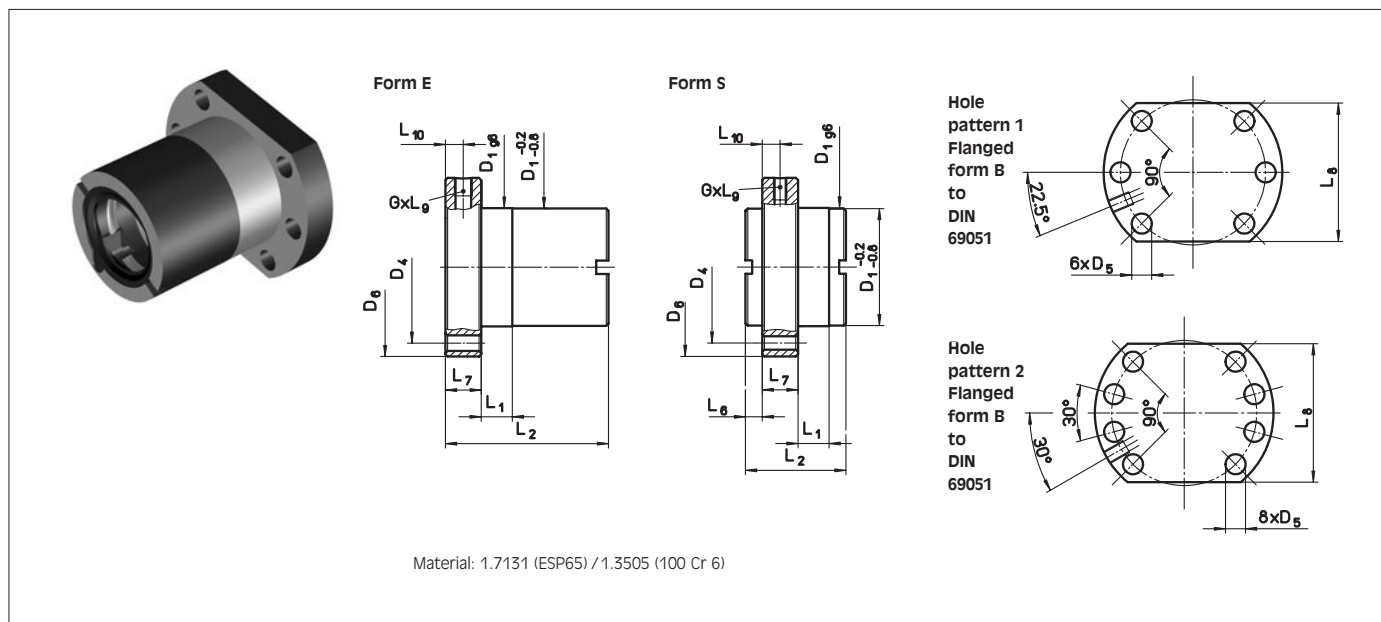 Form E
L10
D1 g6
D1 -0.2 -0.8
GxL9
D4
D6
L7
L1
L2
Form S
L10
D1 g6
GxL9
D4
D6
D1 -0.2 -0.8
L7
L6
L1
L2
Hole
pattern 1
Flanged
form B
to
DIN
69051
22.5°
90°
L8
6xD5
Hole
pattern 2
Flanged
form B
to
DIN
69051
30°
30°
90°
L8
8xD5
Material: 1.7131 (ESP65) / 1.3505 (100 Cr 6)